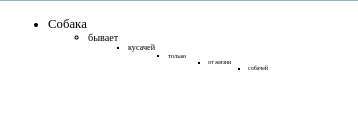 Собака
бывает
кусачей
только
от жизни
собачей